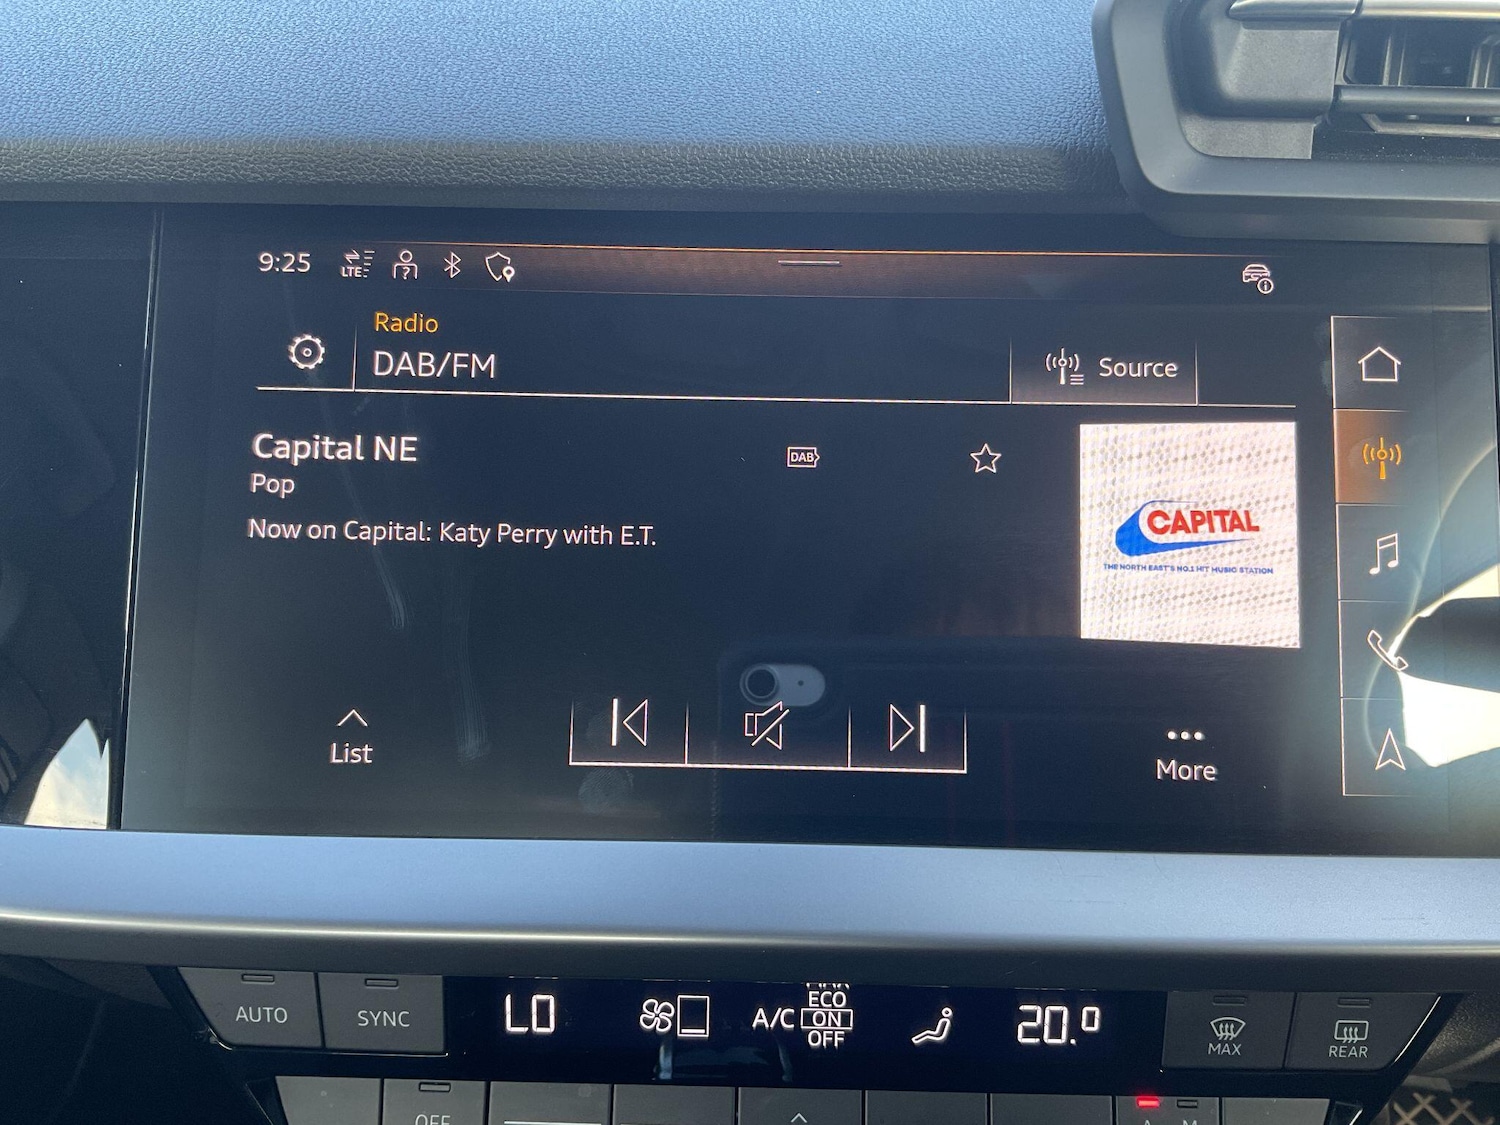 9:25
LTE
Radio
DAB/FM
Source
Capital NE
DAB
Pop
Now on Capital: Katy Perry with E.T.
CAPITAL
THE NORTH EAST'S NO.1 HIT MUSIC STATION
List
More
AUTO
SYNC
LO
A/C
MAX
ECO
ON
OFF
20.0
MAX
REAR
OFF
A
M